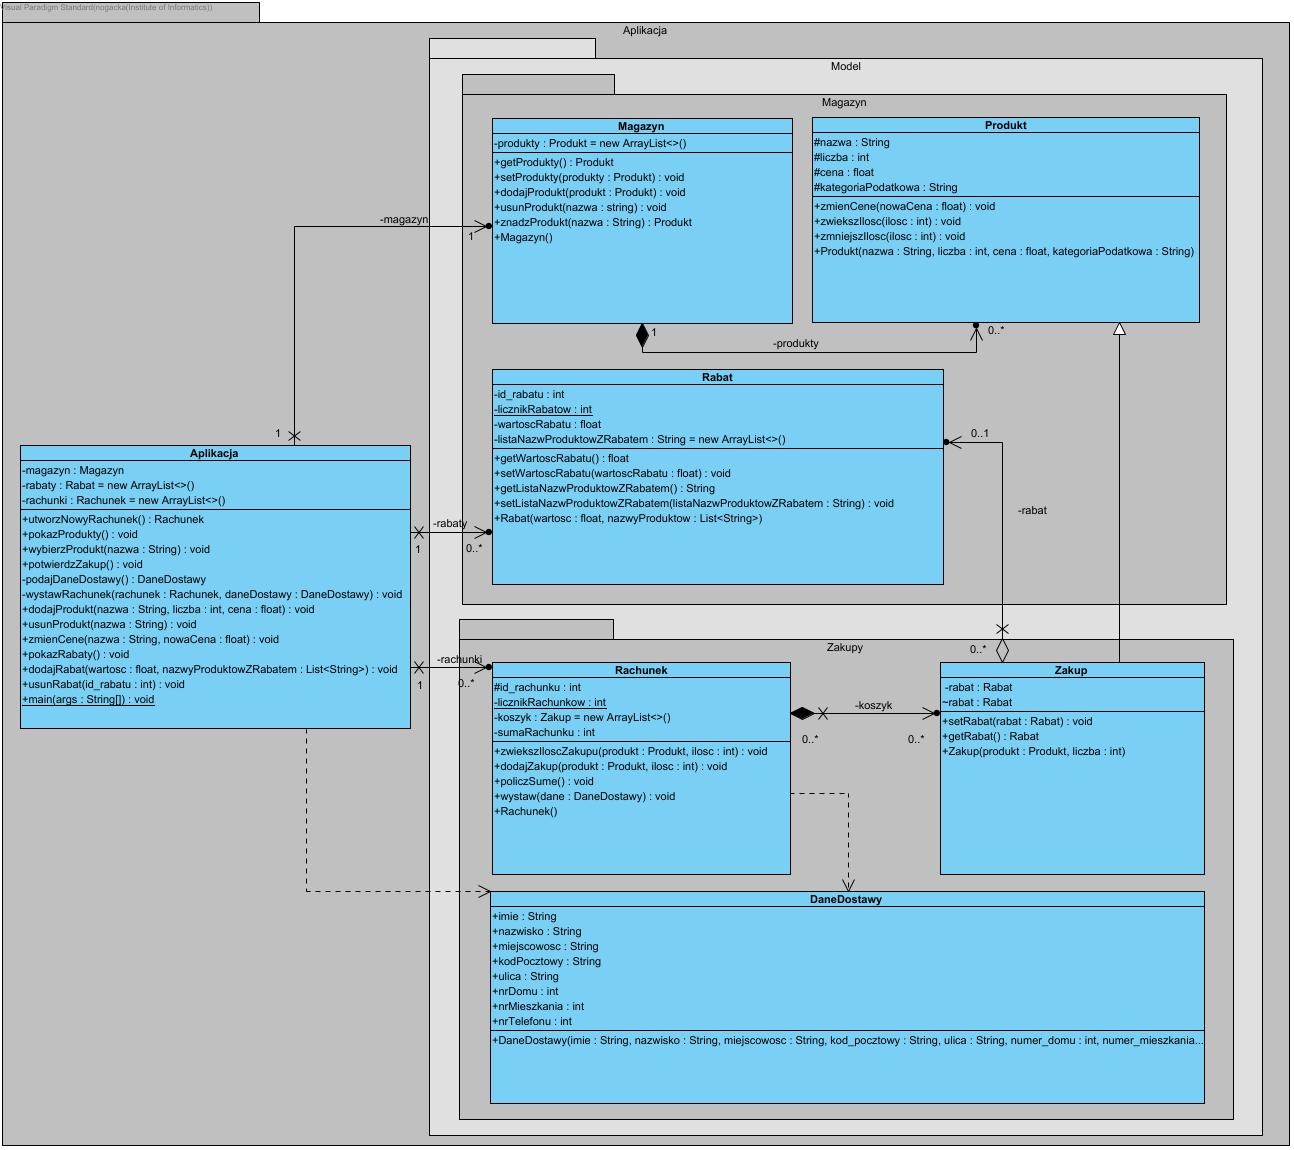 Visual Paradigm Standard(nogacka(Institute of Informatics))
Aplikacja
Model
Magazyn
Magazyn
-produkty : Produkt = new ArrayList<>()
+getProdukty() : Produkt
+setProdukty(produkty : Produkt) : void
+dodajProdukt(produkt : Produkt) : void
+usunProdukt(nazwa : string) : void
+znadzProdukt(nazwa : String) : Produkt
+Magazyn()
Produkt
#nazwa : String
#liczba : int
#cena : float
#kategoriaPodatkowa : String
+zmienCene(nowaCena : float) : void
+zwiekszIlosc(ilosc : int) : void
+zmniejszIlosc(ilosc : int) : void
+Produkt(nazwa : String, liczba : int, cena : float, kategoriaPodatkowa : String)
-magazyn
1
1
1
0..*
-produkty
Rabat
-id_rabatu : int
-licznikRabatow : int
-wartoscRabatu : float
-listaNazwProduktowZRabatem : String = new ArrayList<>()
+getWartoscRabatu() : float
+setWartoscRabatu(wartoscRabatu : float) : void
+getListaNazwProduktowZRabatem() : String
+setListaNazwProduktowZRabatem(listaNazwProduktowZRabatem : String) : void
+Rabat(wartosc : float, nazwyProduktow : List<String>)
0..1
-rabat
0..*
Aplikacja
-magazyn : Magazyn
-rabaty : Rabat = new ArrayList<>()
-rachunki : Rachunek = new ArrayList<>()
+utworzNowyRachunek() : Rachunek
+pokazProdukty() : void
+wybierzProdukt(nazwa : String) : void
+potwierdzZakup() : void
-podajDaneDostawy() : DaneDostawy
-wystawRachunek(rachunek : Rachunek, daneDostawy : DaneDostawy) : void
+dodajProdukt(nazwa : String, liczba : int, cena : float) : void
+usunProdukt(nazwa : String) : void
+zmienCene(nazwa : String, nowaCena : float) : void
+pokazRabaty() : void
+dodajRabat(wartosc : float, nazwyProduktowZRabatem : List<String>) : void
+usunRabat(id_rabatu : int) : void
+main(args : String[]) : void
-rabaty
1
0..*
-rachunki
1
0..*
Zakupy
Rachunek
#id_rachunku : int
-licznikRachunkow : int
-koszyk : Zakup = new ArrayList<>()
-sumaRachunku : int
+zwiekszIloscZakupu(produkt : Produkt, ilosc : int) : void
+dodajZakup(produkt : Produkt, ilosc : int) : void
+policzSume() : void
+wystaw(dane : DaneDostawy) : void
+Rachunek()
-koszyk
0..*
0..*
Zakup
-rabat : Rabat
~rabat : Rabat
+setRabat(rabat : Rabat) : void
+getRabat() : Rabat
+Zakup(produkt : Produkt, liczba : int)
DaneDostawy
+imie : String
+nazwisko : String
+miejscowosc : String
+kodPocztowy : String
+ulica : String
+nrDomu : int
+nrMieszkania : int
+nrTelefonu : int
+DaneDostawy(imie : String, nazwisko : String, miejscowosc : String, kod_pocztowy : String, ulica : String, numer_domu : int, numer_mieszkania...